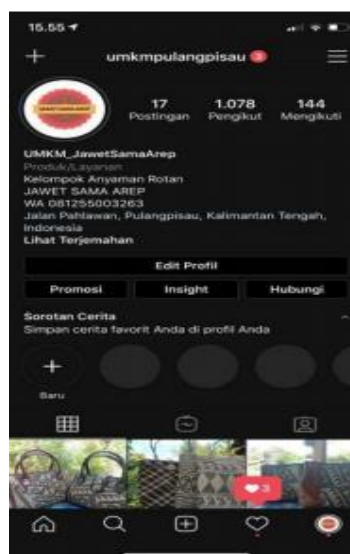 15.55
umkmpulangpisau 3
17 1.078 144
Postingan Pengikut Mengikuti
UMKM_JawetSamaArep
Produk/Layanan
Kelompok Anyaman Rotan
JAWET SAMA AREP
WA 081255003263
Jalan Pahlawan, Pulangpisau, Kalimantan Tengah,
Indonesia
Lihat Terjemahan
Edit Profil
Promosi Insight Hubungi
Sorotan Cerita
Simpan cerita favorit Anda di profil Anda
Baru
3